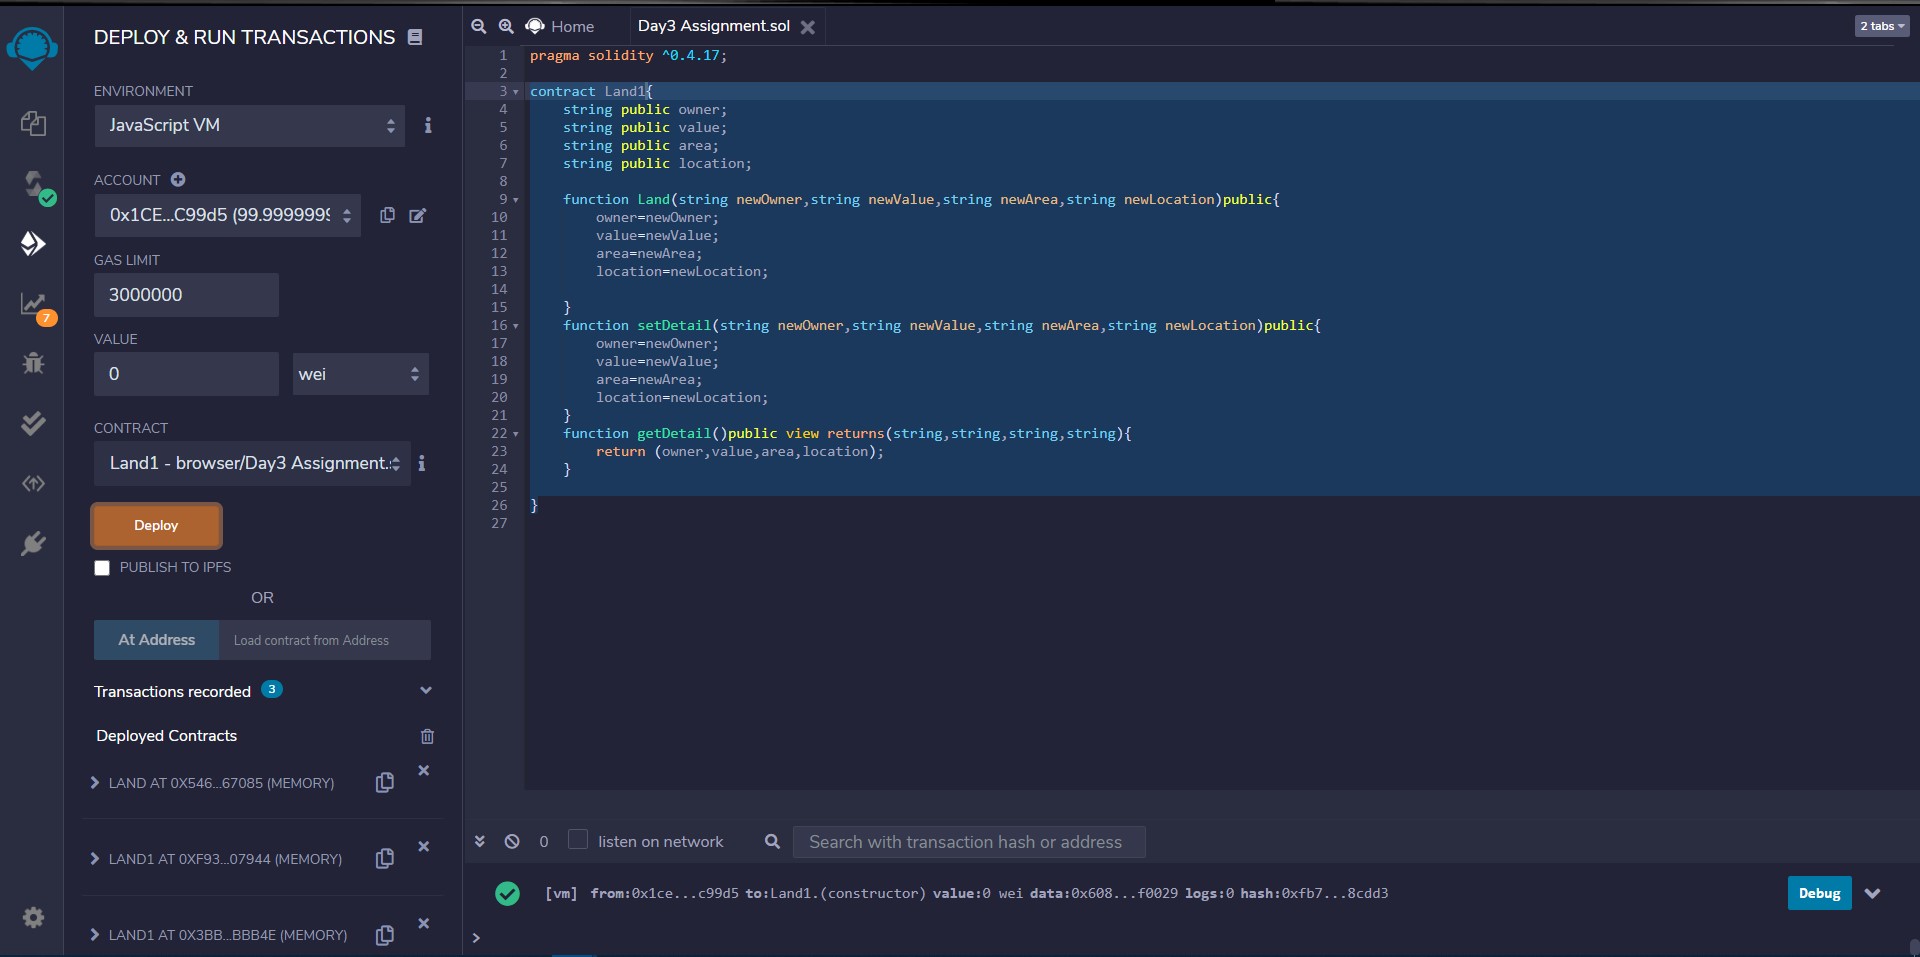 DEPLOY & RUN TRANSACTIONS
ENVIRONMENT
JavaScript VM
ACCOUNT
0x1CE...C99d5 (99.9999999
GAS LIMIT
3000000
VALUE
0
wei
CONTRACT
Land1 - browser/Day3 Assignment.s
Deploy
PUBLISH TO IPFS
OR
At Address
Load contract from Address
Transactions recorded 3
Deployed Contracts
LAND AT 0X546...67085 (MEMORY)
LAND1 AT 0XF93...07944 (MEMORY)
LAND1 AT 0X3BB...BBB4E (MEMORY)
7
Home
Day3 Assignment.sol
2 tabs
1 pragma solidity ^0.4.17;
2
3 contract Land1{
4 string public owner;
5 string public value;
6 string public area;
7 string public location;
8
9 function Land(string newOwner,string newValue,string newArea,string newLocation)public{
10 owner=newOwner;
11 value=newValue;
12 area=newArea;
13 location=newLocation;
14
15 }
16 function setDetail(string newOwner,string newValue,string newArea,string newLocation)public{
17 owner=newOwner;
18 value=newValue;
19 area=newArea;
20 location=newLocation;
21 }
22 function getDetail()public view returns(string,string,string,string){
23 return (owner,value,area,location);
24 }
25
26 }
27
0
listen on network
Search with transaction hash or address
[vm] from:0x1ce...c99d5 to:Land1.(constructor) value:0 wei data:0x608...f0029 logs:0 hash:0xfb7...8cdd3
Debug
>